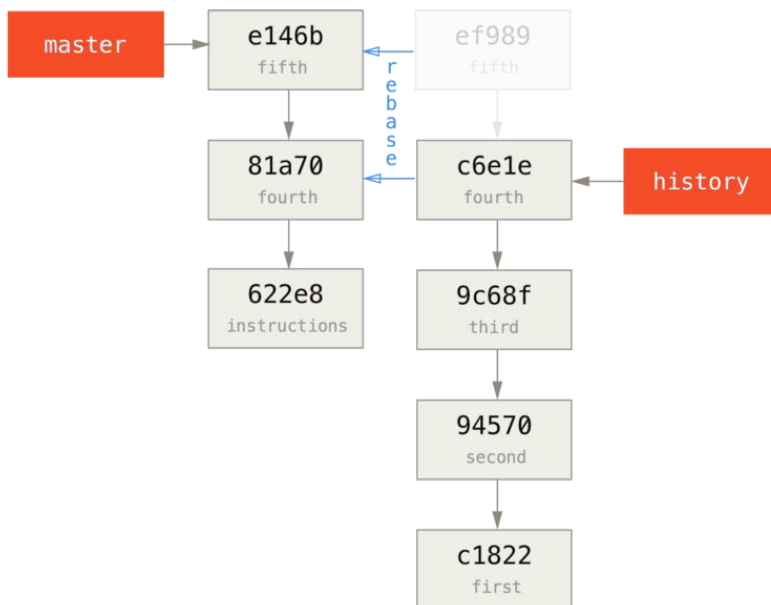 master
e146b
fifth
ef989
fifth
rebase
81a70
fourth
c6e1e
fourth
history
622e8
instructions
9c68f
third
94570
second
c1822
first